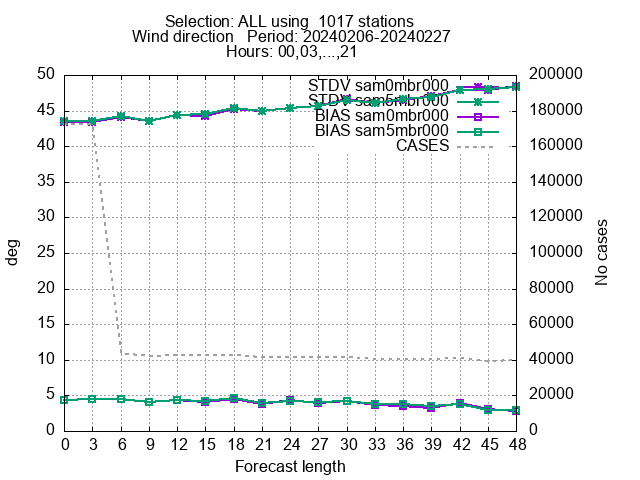 Selection: ALL using  1017 stations
Wind direction   Period: 20240206-20240227
Hours: 00,03,...,21
50
45
40
35
30
25
20
15
10
5
0
deg
STDV sam0mbr000
STDV sam5mbr000
BIAS sam0mbr000
BIAS sam5mbr000
CASES
200000
180000
160000
140000
120000
100000
80000
60000
40000
20000
0
No cases
0 3 6 9 12 15 18 21 24 27 30 33 36 39 42 45 48
Forecast length